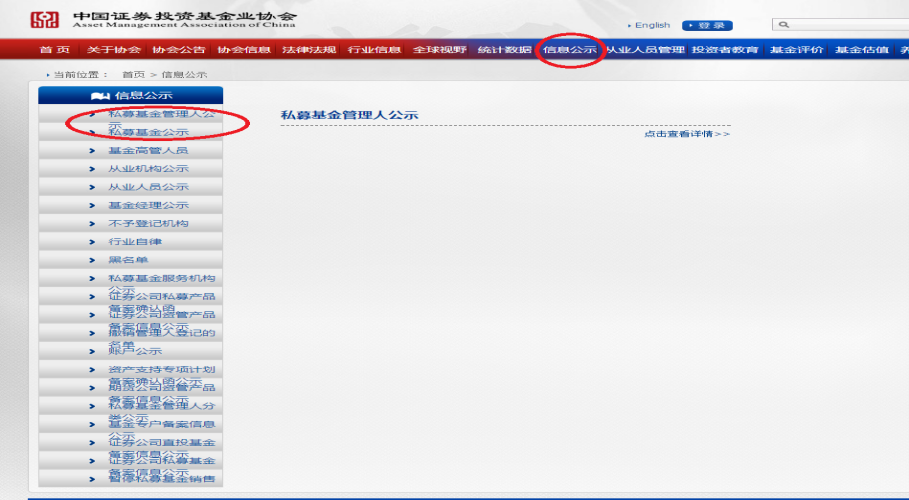 中国证券投资基金业协会
Asset Management Association of China
English
登录
首页 关于协会 协会公告 协会信息 法律法规 行业信息 全球视野 统计数据 信息公示 从业人员管理 投资者教育 基金评价 基金估值 养
当前位置： 首页 > 信息公示
信息公示
私募基金管理人公
示
私募基金公示
基金高管人员
从业机构公示
从业人员公示
基金经理公示
不予登记机构
行业自律
黑名单
私募基金服务机构
公示
证券公司私募产品
备案确认函
证券公司资管产品
备案信息公示
撤销管理人登记的
名单
账户公示
资产支持专项计划
备案确认函公示
期货公司资管产品
备案信息公示
私募基金管理人分
类公示
基金专户备案信息
公示
证券公司直投基金
备案信息公示
证券公司私募基金
备案信息公示
暂停私募基金销售
私募基金管理人公示
点击查看详情>>